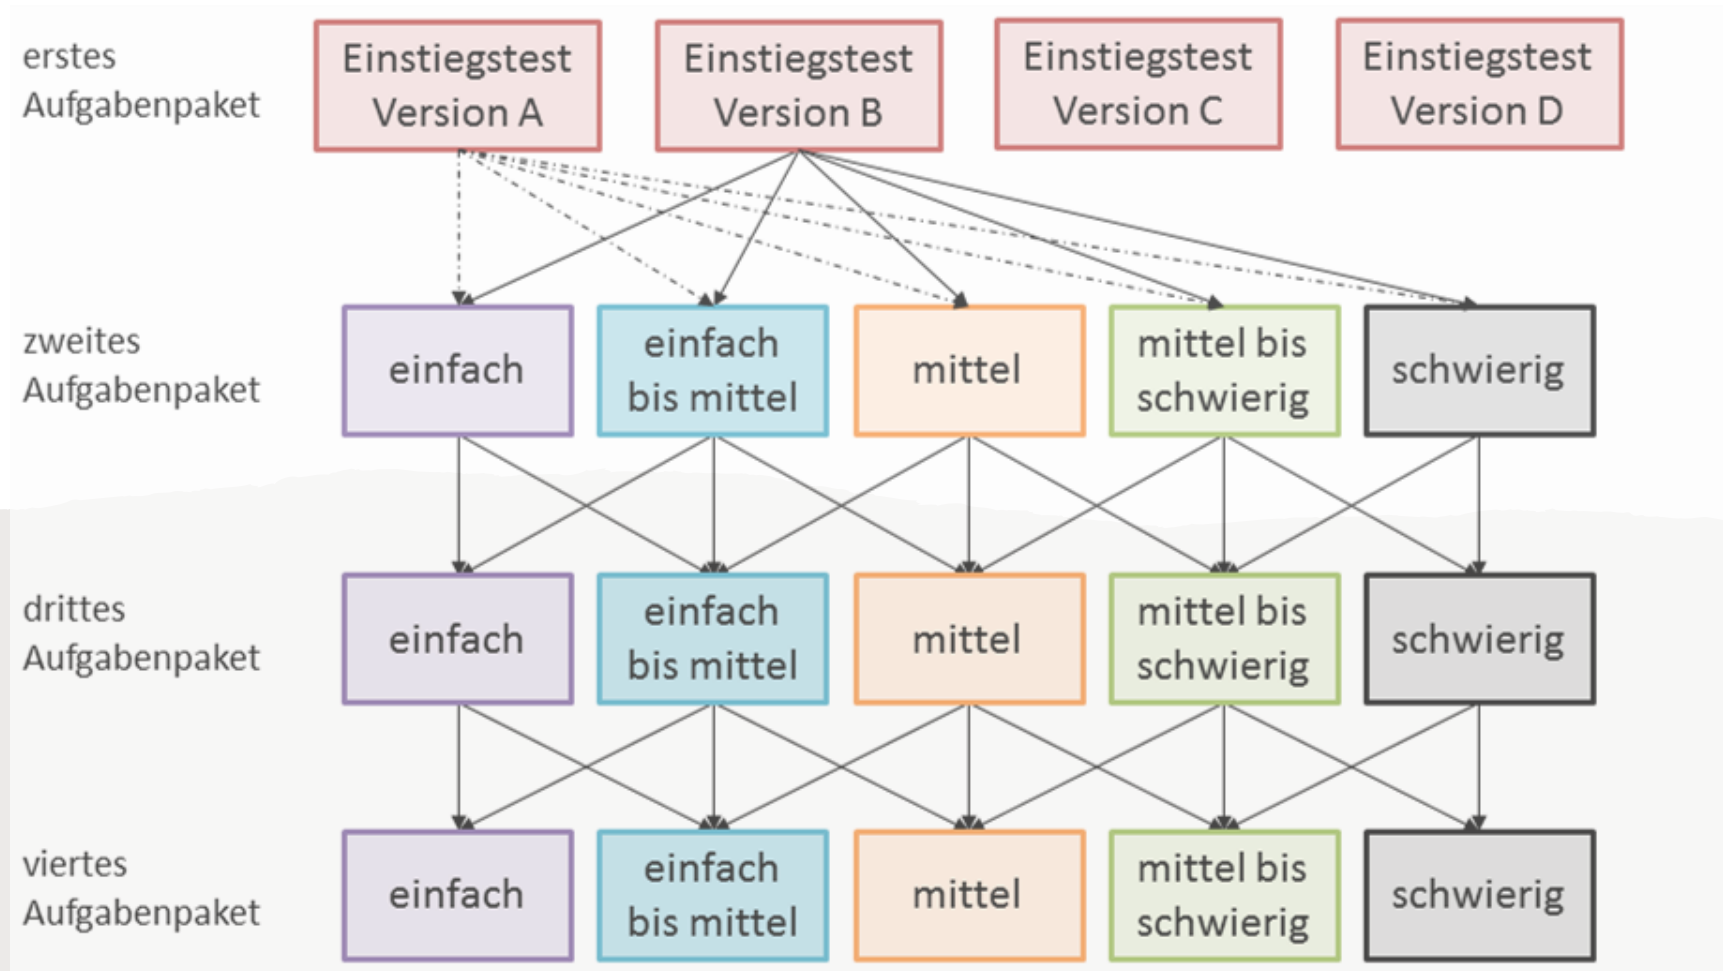 erstes
Aufgabenpaket
Einstiegstest
Version A
Einstiegstest
Version B
Einstiegstest
Version C
Einstiegstest
Version D
zweites
Aufgabenpaket
einfach
einfach
bis mittel
mittel
mittel bis
schwierig
schwierig
drittes
Aufgabenpaket
einfach
einfach
bis mittel
mittel
mittel bis
schwierig
schwierig
viertes
Aufgabenpaket
einfach
einfach
bis mittel
mittel
mittel bis
schwierig
schwierig